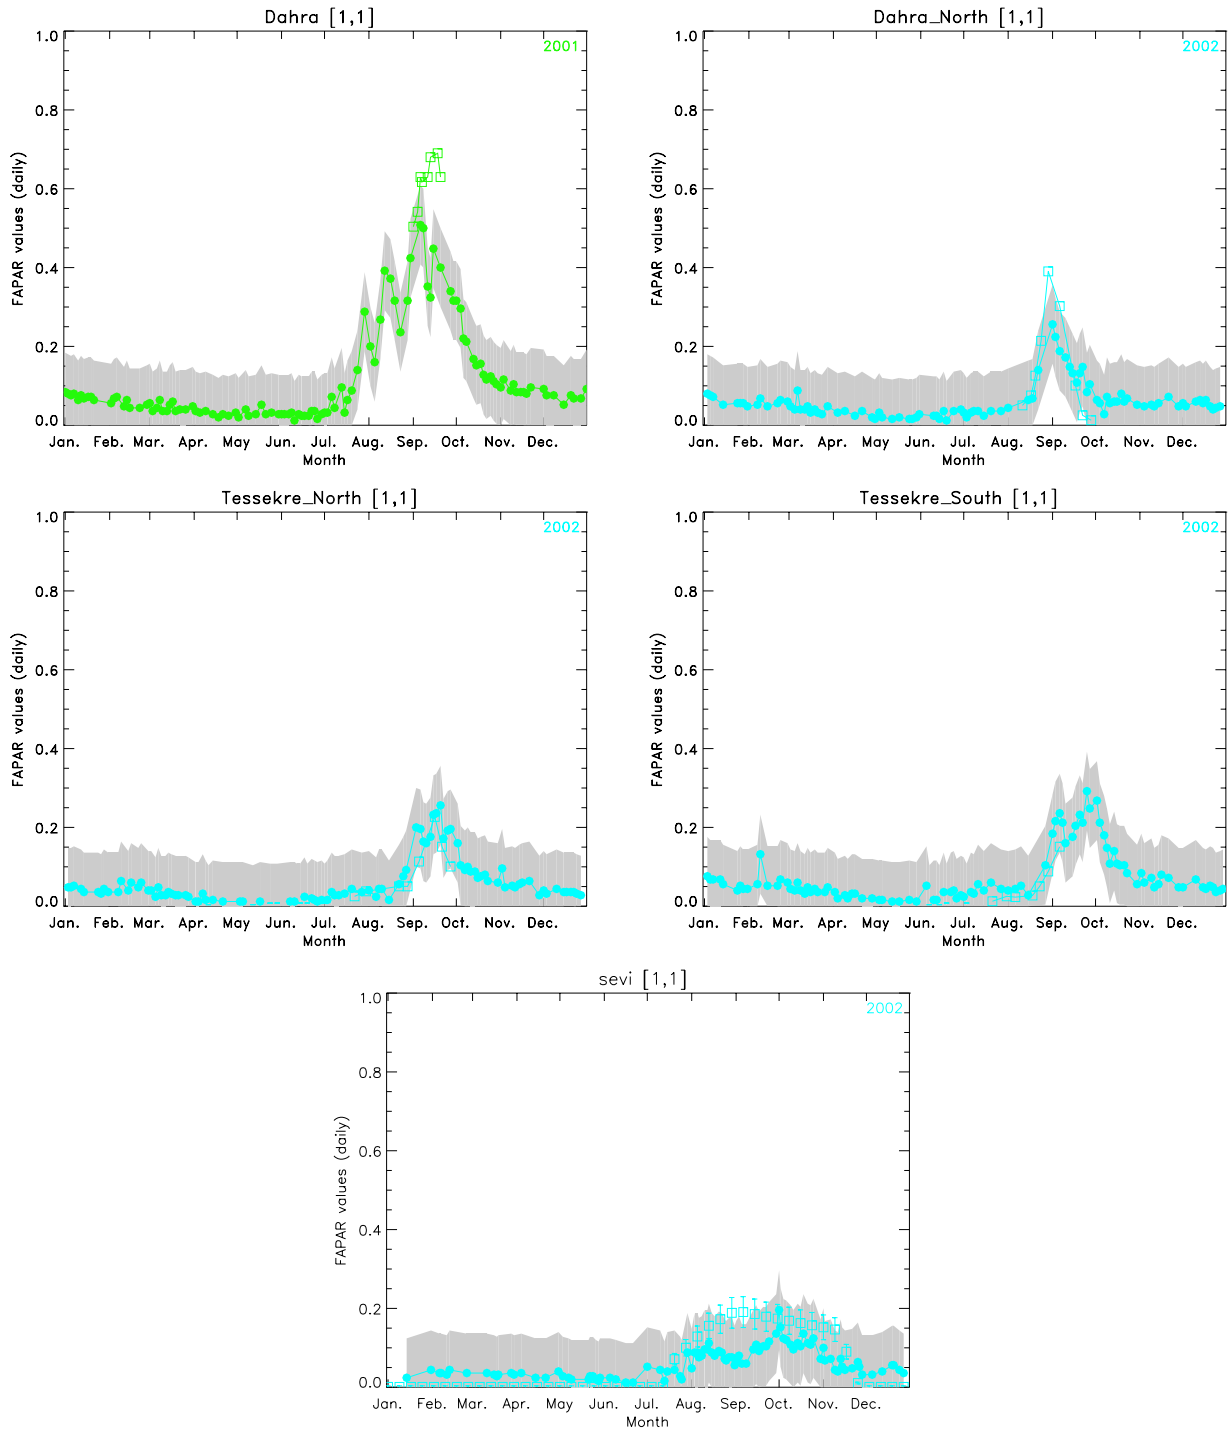 Dahra [1,1]
2001
FAPAR values (daily)
1.0
0.8
0.6
0.4
0.2
0.0
Jan. Feb. Mar. Apr. May Jun. Jul. Aug. Sep. Oct. Nov. Dec.
Month
Dahra_North [1,1]
2002
FAPAR values (daily)
1.0
0.8
0.6
0.4
0.2
0.0
Jan. Feb. Mar. Apr. May Jun. Jul. Aug. Sep. Oct. Nov. Dec.
Month
Tessekre_North [1,1]
2002
FAPAR values (daily)
1.0
0.8
0.6
0.4
0.2
0.0
Jan. Feb. Mar. Apr. May Jun. Jul. Aug. Sep. Oct. Nov. Dec.
Month
Tessekre_South [1,1]
2002
FAPAR values (daily)
1.0
0.8
0.6
0.4
0.2
0.0
Jan. Feb. Mar. Apr. May Jun. Jul. Aug. Sep. Oct. Nov. Dec.
Month
sevi [1,1]
2002
FAPAR values (daily)
1.0
0.8
0.6
0.4
0.2
0.0
Jan. Feb. Mar. Apr. May Jun. Jul. Aug. Sep. Oct. Nov. Dec.
Month